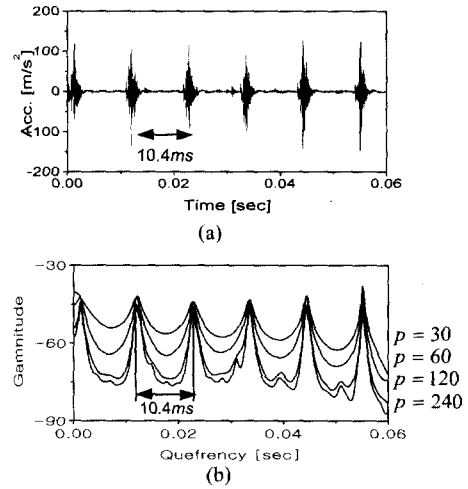 200
100
0
-100
-200
Acc. [m/s²]
10.4ms
0.00 0.02 0.04 0.06
Time [sec]
(a)
-30
-60
-90
Gamnitude
p = 30
p = 60
p = 120
p = 240
10.4ms
0.00 0.02 0.04 0.06
Quefrency [sec]
(b)